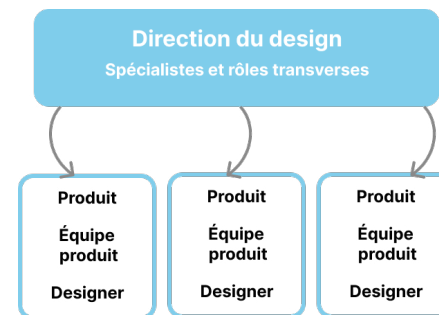 Direction du design
Spécialistes et rôles transverses
Produit
Équipe
produit
Designer
Produit
Équipe
produit
Designer
Produit
Équipe
produit
Designer